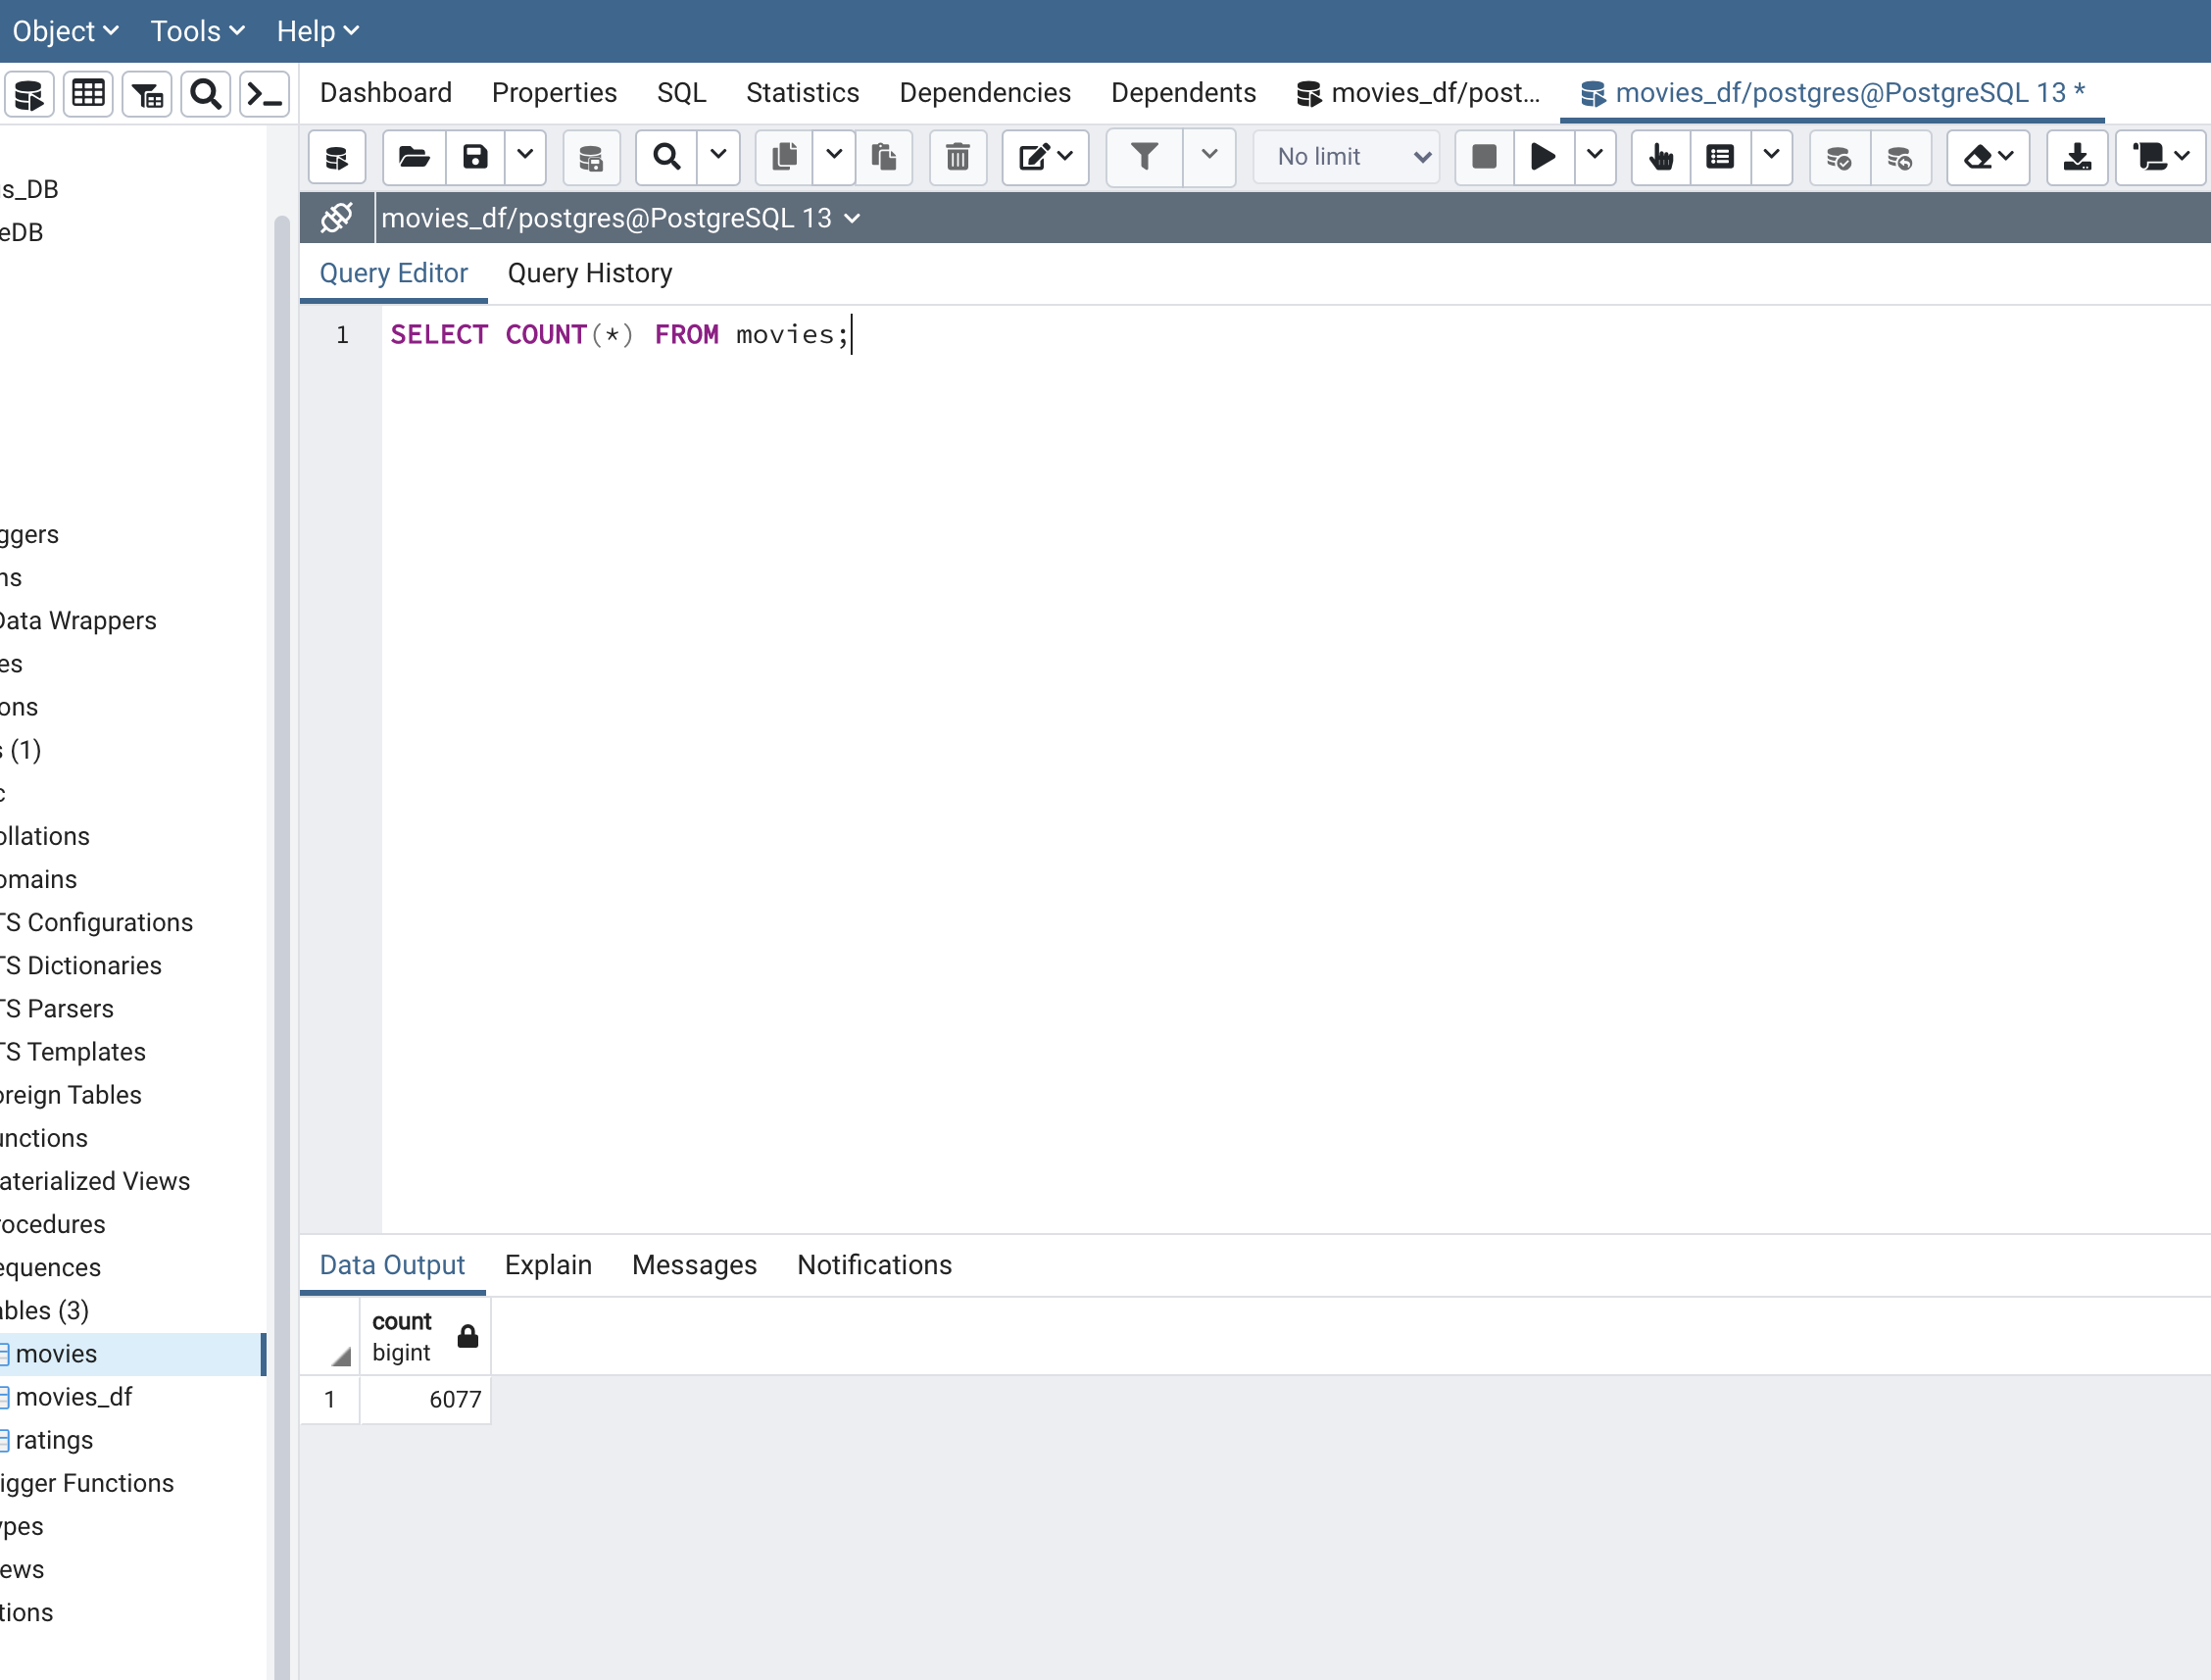 Object Tools Help
Dashboard Properties SQL Statistics Dependencies Dependents movies_df/post... movies_df/postgres@PostgreSQL 13 *
No limit
s_DB
eDB
movies_df/postgres@PostgreSQL 13
Query Editor Query History
1 SELECT COUNT(*) FROM movies;
ggers
ns
Data Wrappers
es
ons
s (1)
c
ollations
omains
TS Configurations
TS Dictionaries
TS Parsers
TS Templates
oreign Tables
unctions
aterialized Views
rocedures
equences
ables (3)
movies
movies_df
ratings
igger Functions
ypes
ews
tions
Data Output Explain Messages Notifications
count
bigint
1 6077